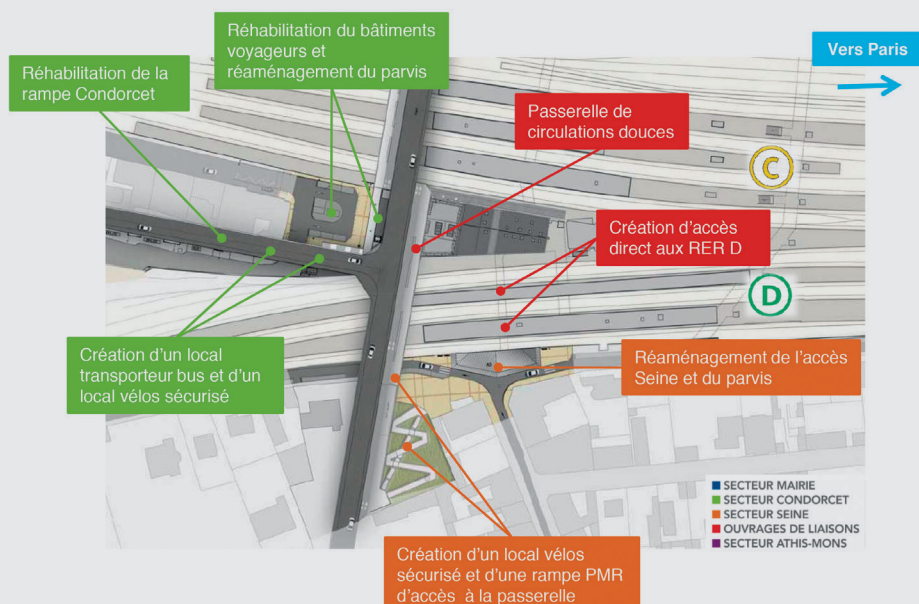 Réhabilitation du bâtiments
voyageurs et
réaménagement du parvis
Vers Paris
Réhabilitation de la
rampe Condorcet
Passerelle de
circulations douces
C
Création d'accès
direct aux RER D
D
Création d'un local
transporteur bus et d'un
local vélos sécurisé
Réaménagement de l'accès
Seine et du parvis
SECTEUR MAIRIE
SECTEUR CONDORCET
SECTEUR SEINE
OUVRAGES DE LIAISONS
SECTEUR ATHIS-MONS
Création d'un local vélos
sécurisé et d'une rampe PMR
d'accès à la passerelle